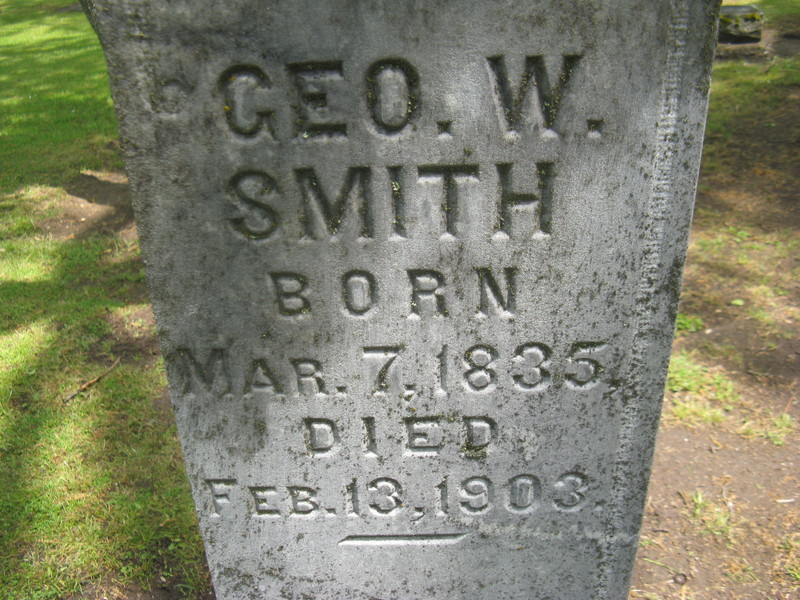 GEO. W.
SMITH
BORN
MAR. 7, 1835.
DIED
FEB. 13, 1903.